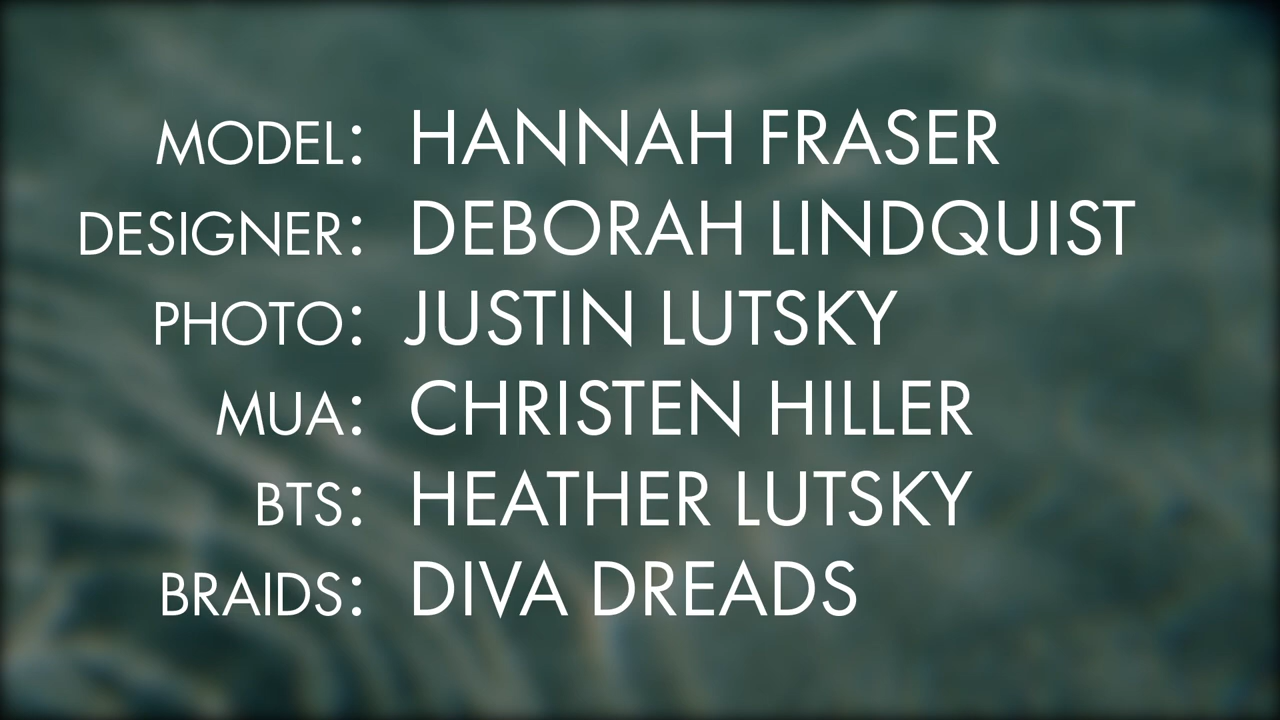 MODEL: HANNAH FRASER
DESIGNER: DEBORAH LINDQUIST
PHOTO: JUSTIN LUTSKY
MUA: CHRISTEN HILLER
BTS: HEATHER LUTSKY
BRAIDS: DIVA DREADS